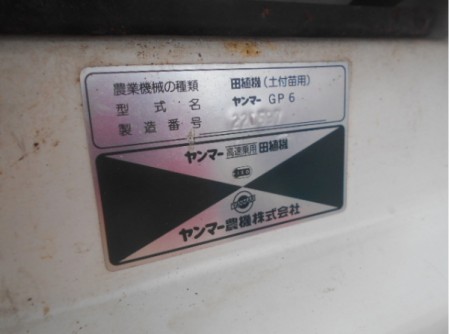 農業機械の種類 田植機(土付苗用)
型式名 ヤンマー GP6
製造番号
ヤンマー 高速乗用 田植機
ヤンマー農機株式会社